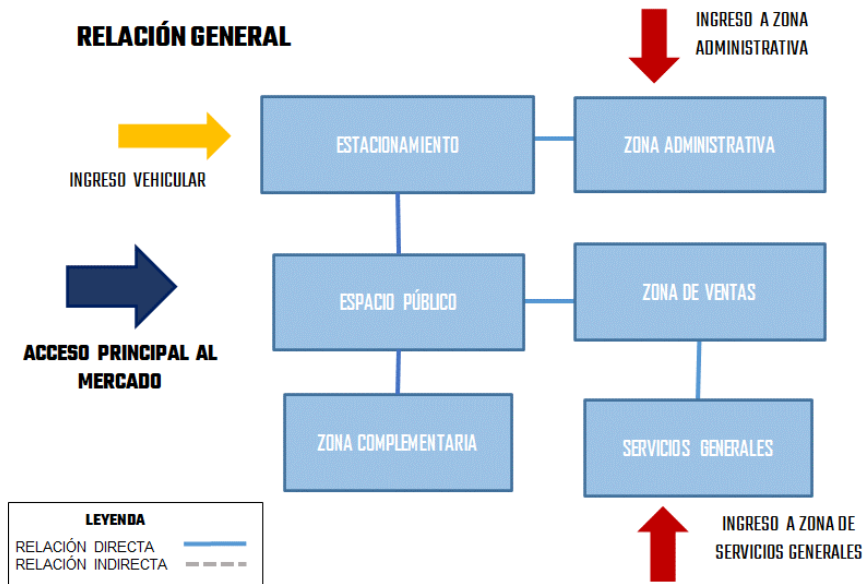 RELACIÓN GENERAL
INGRESO A ZONA
ADMINISTRATIVA
INGRESO VEHICULAR
ESTACIONAMIENTO
ZONA ADMINISTRATIVA
ACCESO PRINCIPAL AL
MERCADO
ESPACIO PÚBLICO
ZONA DE VENTAS
ZONA COMPLEMENTARIA
SERVICIOS GENERALES
LEYENDA
RELACIÓN DIRECTA
RELACIÓN INDIRECTA
INGRESO A ZONA DE
SERVICIOS GENERALES